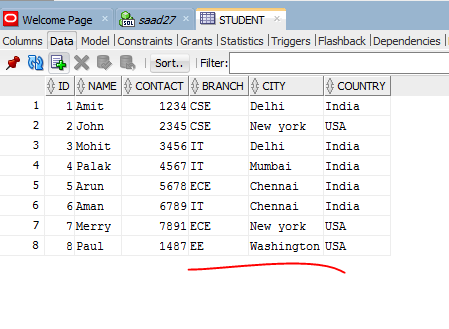 Welcome Page saad27 STUDENT
Columns Data Model Constraints Grants Statistics Triggers Flashback Dependencies
Sort.. Filter:
ID NAME CONTACT BRANCH CITY COUNTRY
1 1 Amit 1234 CSE Delhi India
2 2 John 2345 CSE New york USA
3 3 Mohit 3456 IT Delhi India
4 4 Palak 4567 IT Mumbai India
5 5 Arun 5678 ECE Chennai India
6 6 Aman 6789 IT Chennai India
7 7 Merry 7891 ECE New york USA
8 8 Paul 1487 EE Washington USA